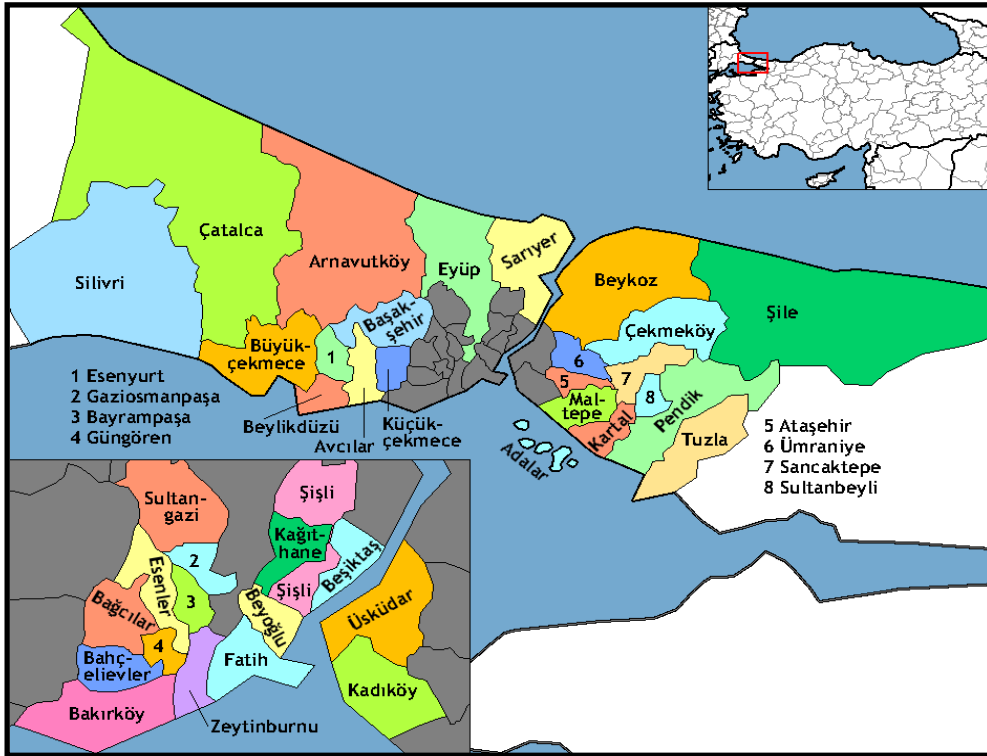 Silivri
Çatalca
Arnavutköy
Eyüp
Sarıyer
Beykoz
Şile
Başak-
şehir
Çekmeköy
Büyük-
çekmece
1
6
5
7
8
Mal-
tepe
Kartal
Pendik
Tuzla
Adalar
Beylikdüzü
Avcılar
Küçük-
çekmece
1 Esenyurt
2 Gaziosmanpaşa
3 Bayrampaşa
4 Güngören
5 Ataşehir
6 Ümraniye
7 Sancaktepe
8 Sultanbeyli
Sultan-
gazi
Şişli
Kağıt-
hane
2
Esenler
3
Şişli
Beşiktaş
Bağcılar
Beyoğlu
Üsküdar
4
Bahç-
elievler
Fatih
Kadıköy
Bakırköy
Zeytinburnu